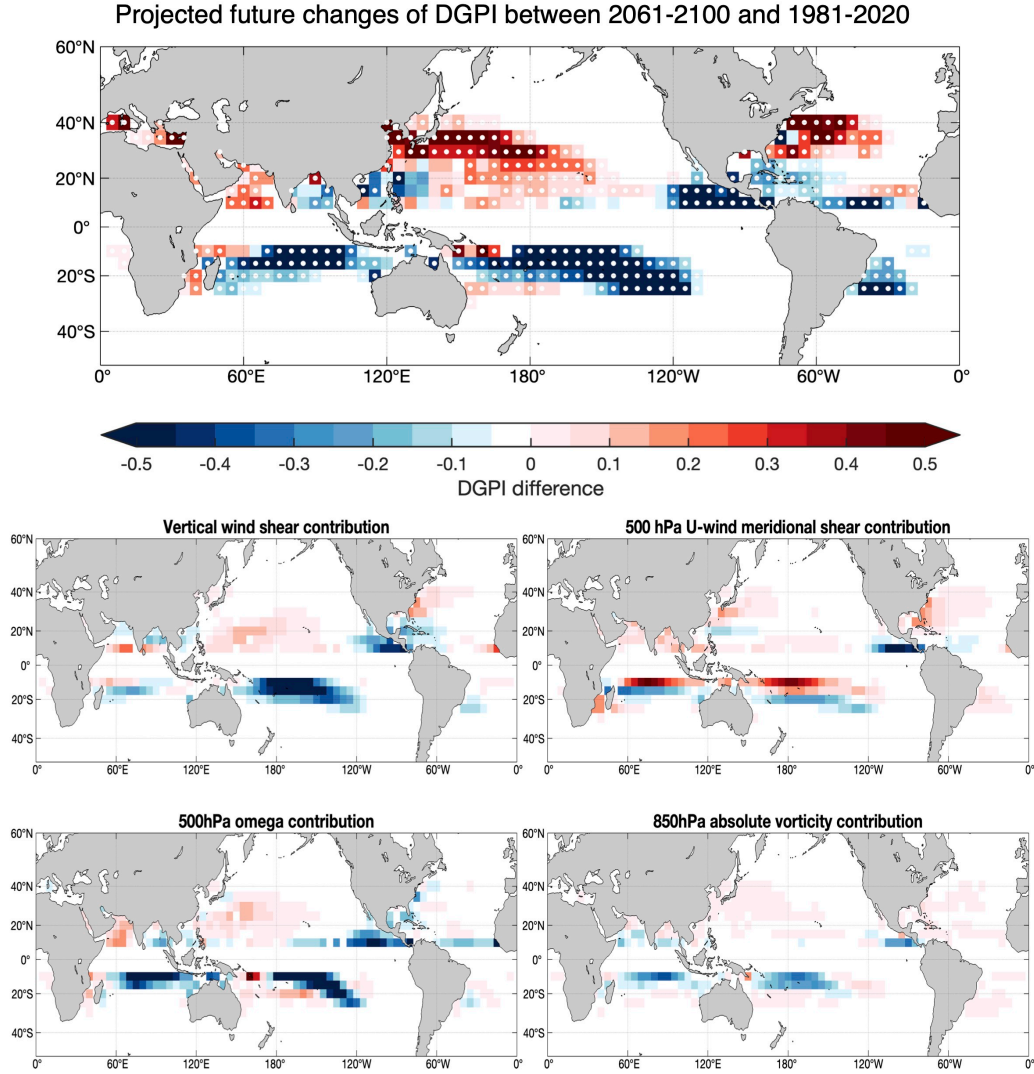 Projected future changes of DGPI between 2061-2100 and 1981-2020
60°N
40°N
20°N
0°
20°S
40°S
0° 60°E 120°E 180° 120°W 60°W 0°
-0.5 -0.4 -0.3 -0.2 -0.1 0 0.1 0.2 0.3 0.4 0.5
DGPI difference
Vertical wind shear contribution
60°N
40°N
20°N
0°
20°S
40°S
0° 60°E 120°E 180° 120°W 60°W 0°
500 hPa U-wind meridional shear contribution
60°N
40°N
20°N
0°
20°S
40°S
0° 60°E 120°E 180° 120°W 60°W 0°
500hPa omega contribution
60°N
40°N
20°N
0°
20°S
40°S
0° 60°E 120°E 180° 120°W 60°W 0°
850hPa absolute vorticity contribution
60°N
40°N
20°N
0°
20°S
40°S
0° 60°E 120°E 180° 120°W 60°W 0°